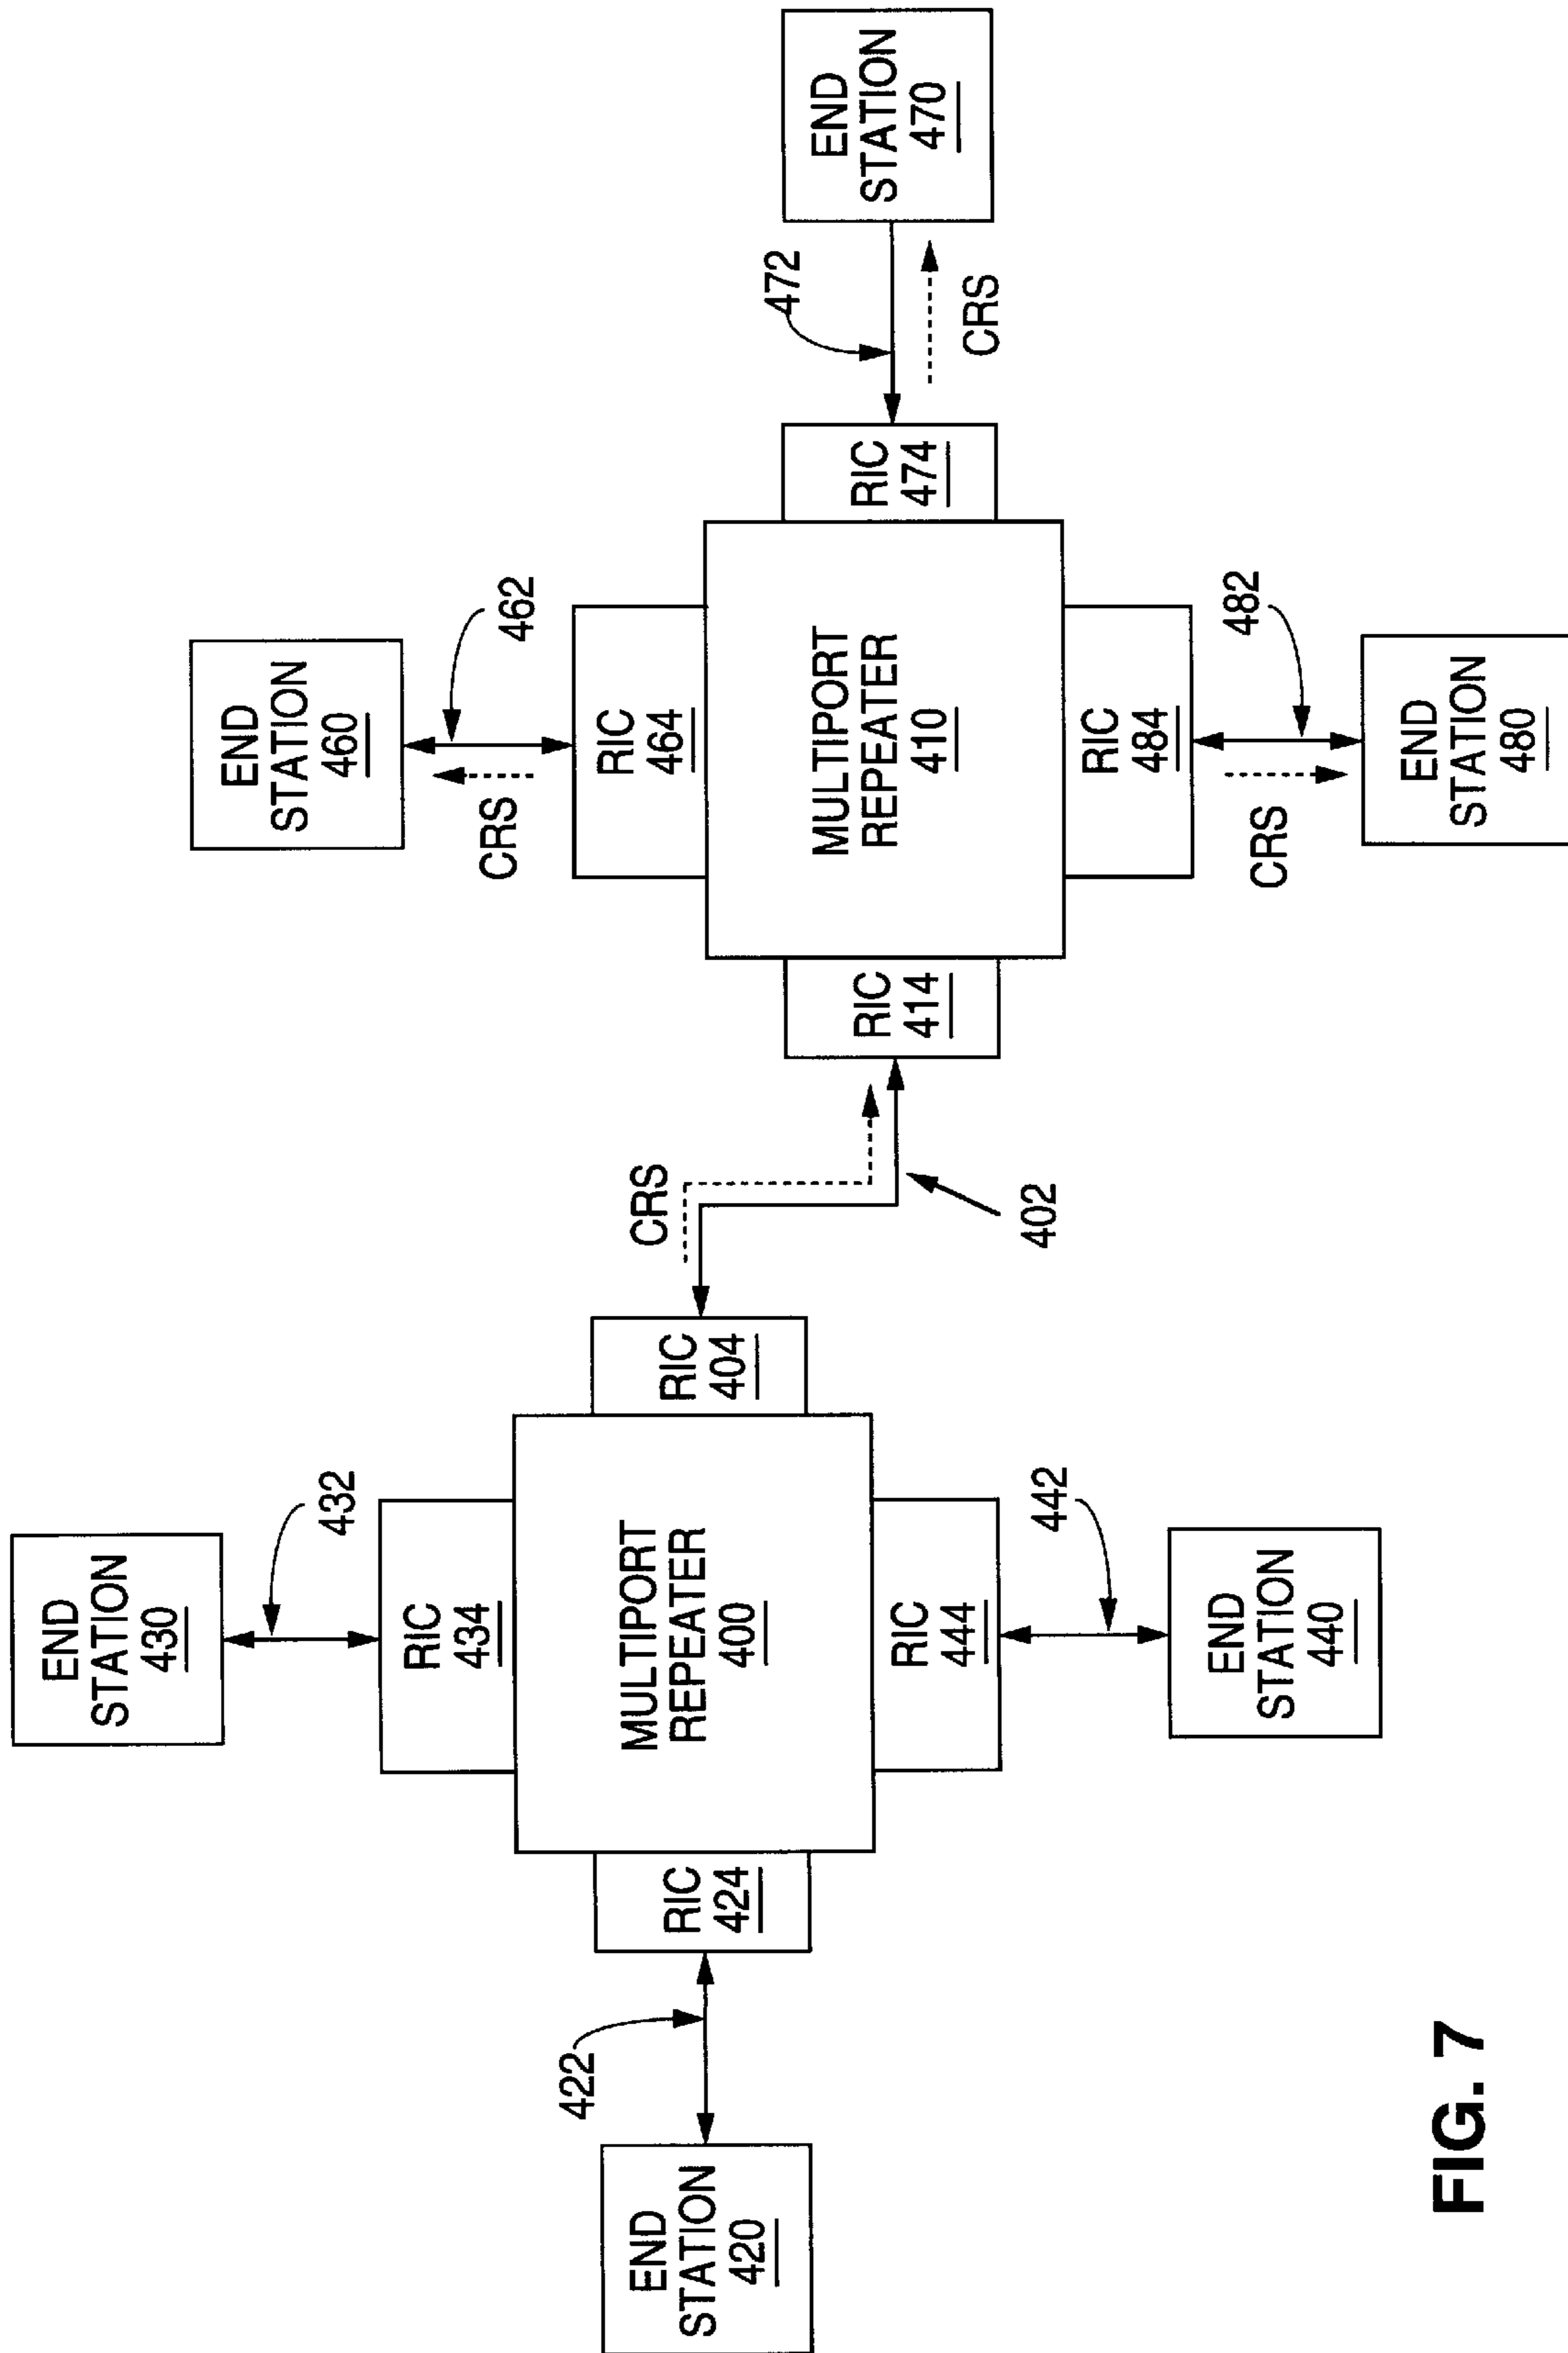 END
STATION
430
432
RIC
434
END
STATION
420
422
RIC
424
MULTIPORT
REPEATER
400
RIC
404
RIC
444
442
END
STATION
440
CRS
402
END
STATION
460
462
CRS
RIC
464
RIC
414
MULTIPORT
REPEATER
410
RIC
474
472
CRS
END
STATION
470
RIC
484
482
CRS
END
STATION
480
FIG. 7